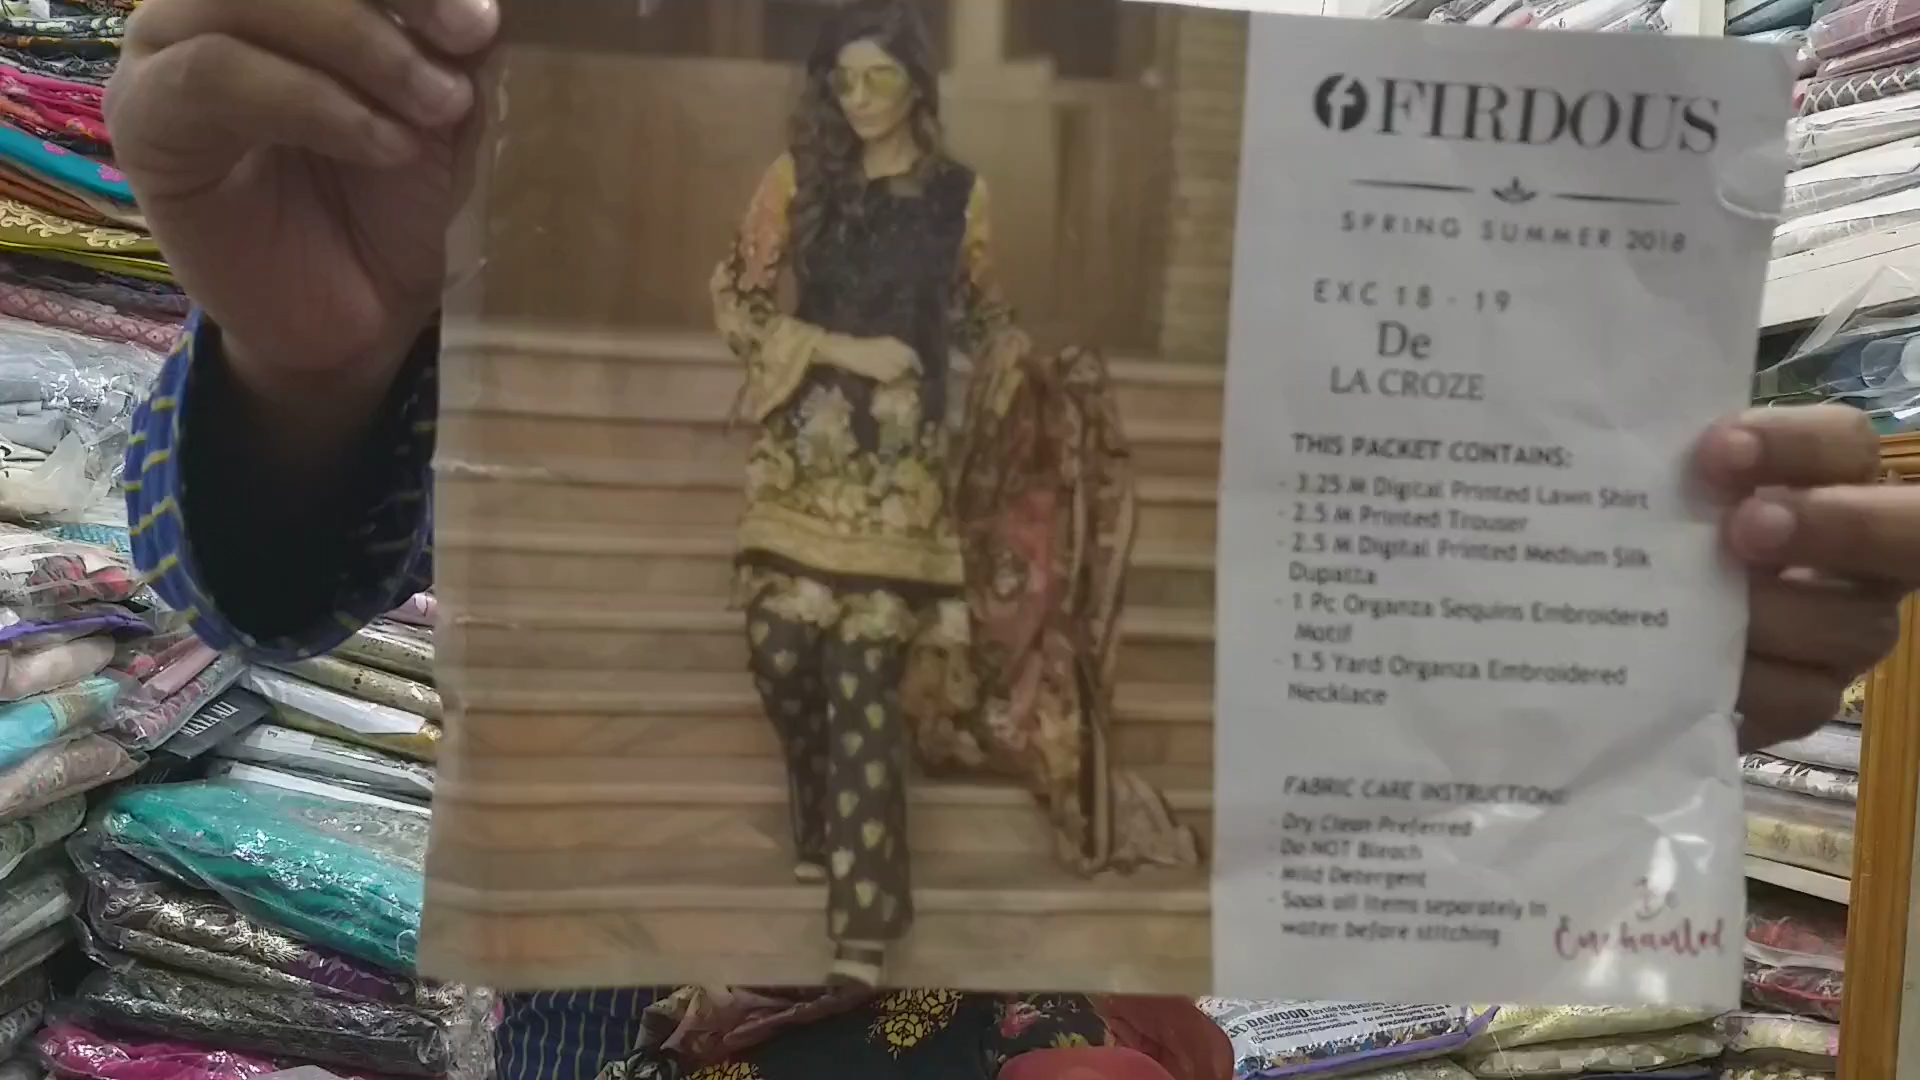 FIRDOUS
SPRING SUMMER 2018
EXC 18 - 19
De
LA CROZE
THIS PACKET CONTAINS:
- 3.25 M Digital Printed Lawn Shirt
- 2.5 M Printed Trouser
- 2.5 M Digital Printed Medium Silk
Dupatta
- 1 Pc Organza Sequins Embroidered
Motif
- 1.5 Yard Organza Embroidered
Necklace
FABRIC CARE INSTRUCTIONS:
- Dry Clean Preferred
- Do NOT Bleach
- Mild Detergent
- Soak all items separately in
water before stitching
Be
Enchanted
DAWOOD Textile Industries